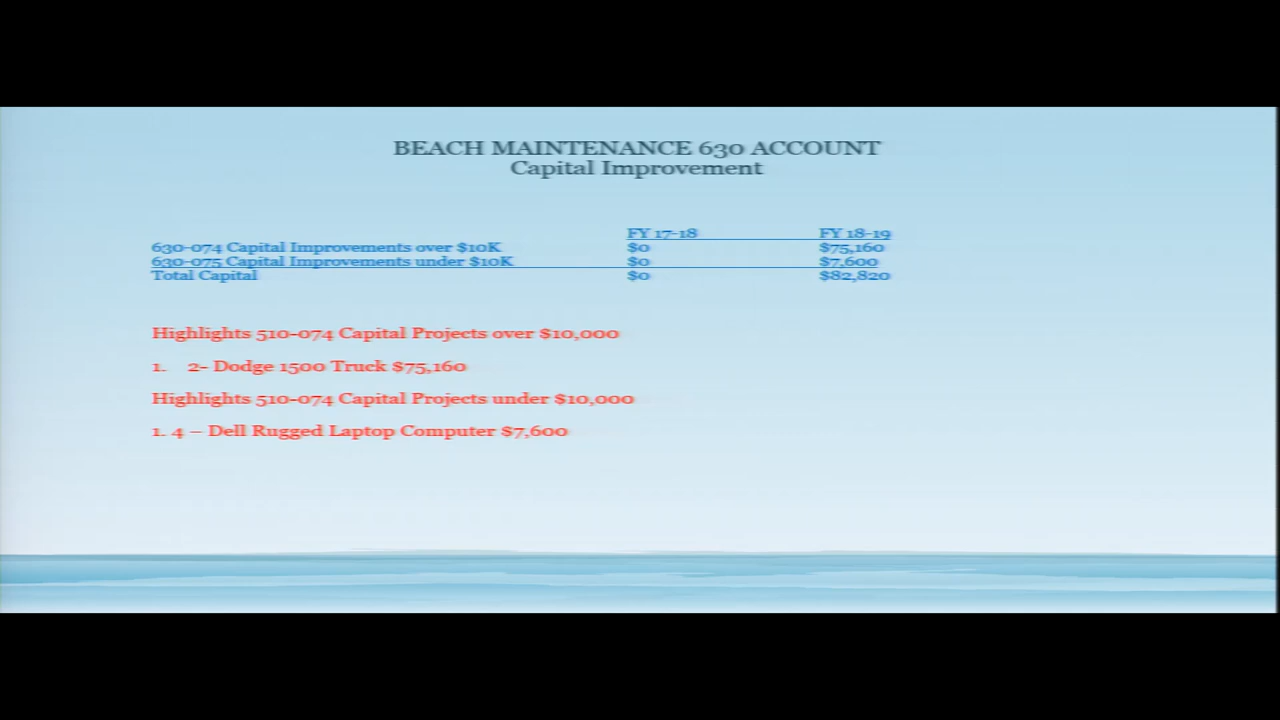 BEACH MAINTENANCE 630 ACCOUNT
Capital Improvement
FY 17-18 FY 18-19
630-074 Capital Improvements over $10K $0 $75,160
630-075 Capital Improvements under $10K $0 $7,600
Total Capital $0 $82,820
Highlights 510-074 Capital Projects over $10,000
1. 2- Dodge 1500 Truck $75,160
Highlights 510-074 Capital Projects under $10,000
1. 4 – Dell Rugged Laptop Computer $7,600